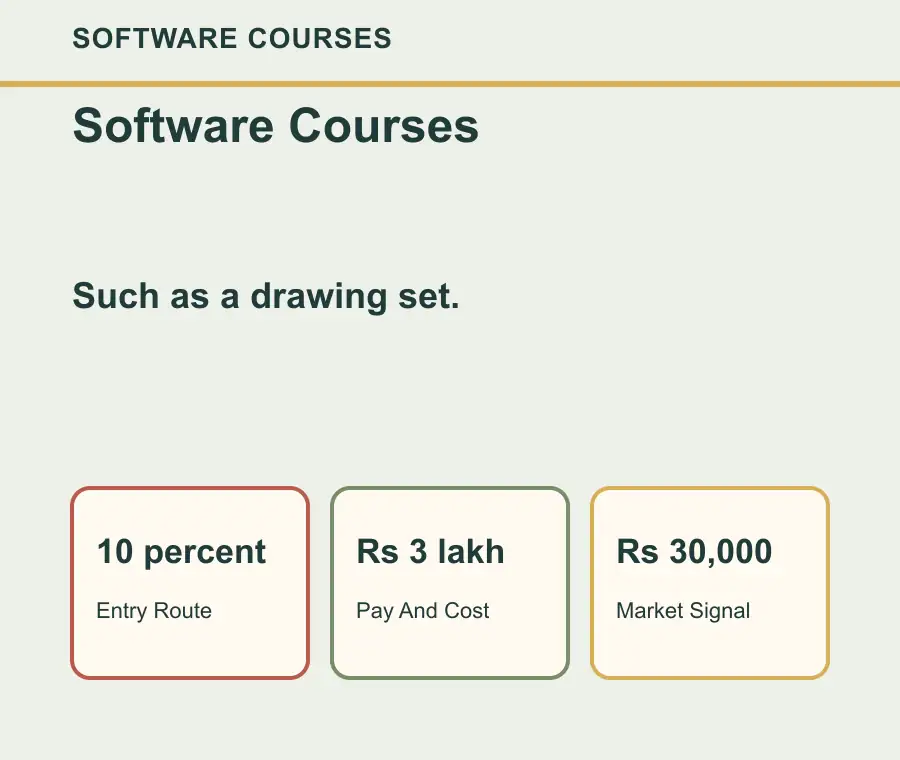 SOFTWARE COURSES
Software Courses
Such as a drawing set.
10 percent
Entry Route
Rs 3 lakh
Pay And Cost
Rs 30,000
Market Signal